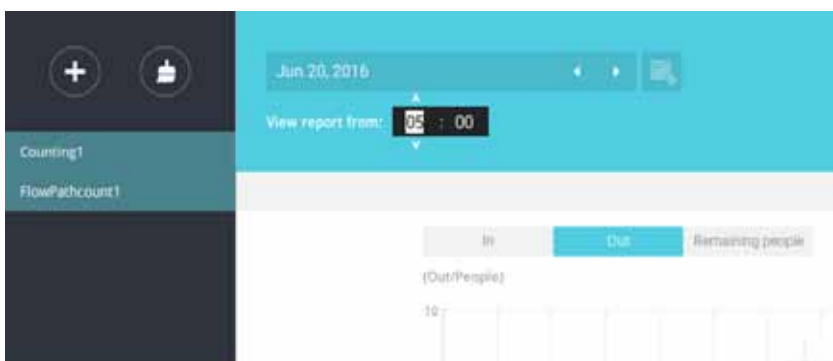 Jun 20, 2016
View report from: 05 : 00
Counting1
FlowPathcount1
In Out Remaining people
(Out/People)
10